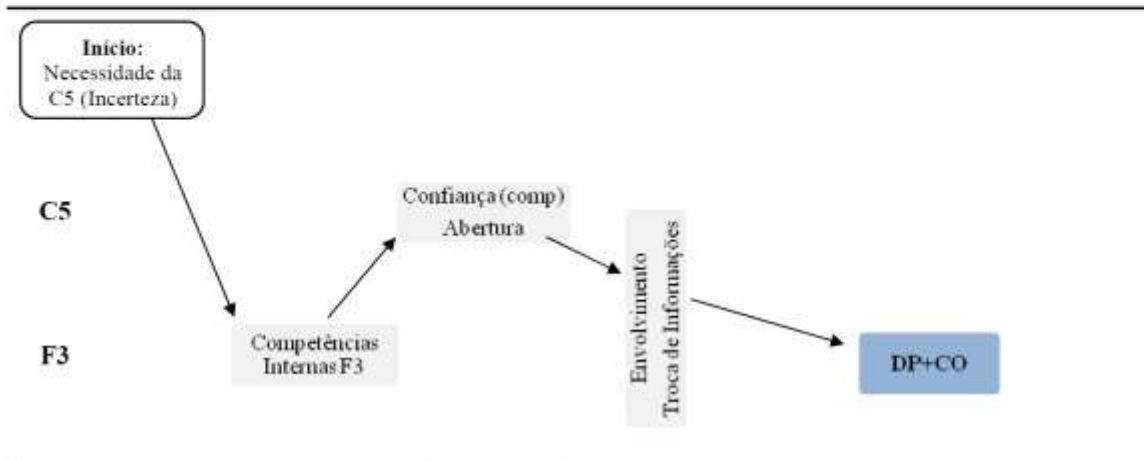 Início:
Necessidade da
C5 (Incerteza)
C5
Confiança (comp)
Abertura
Envolvimento
Troca de Informações
F3
Competências
Internas F3
DP+CO